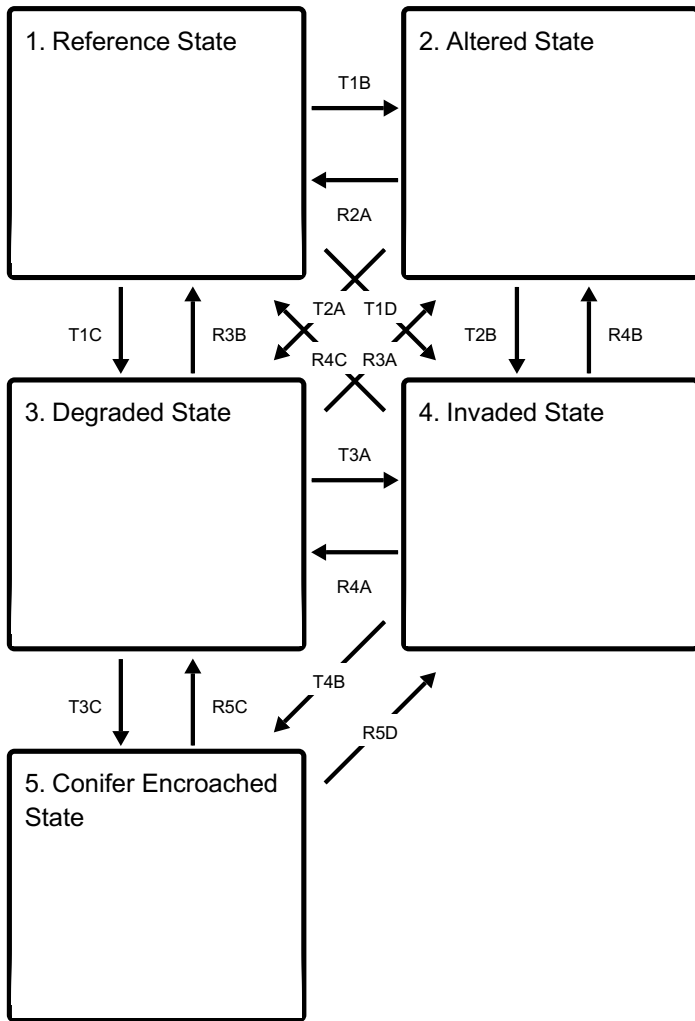 1. Reference State
2. Altered State
T1B
R2A
T1C
R3B
T2A
T1D
T2B
R4B
R4C
R3A
3. Degraded State
4. Invaded State
T3A
R4A
T3C
R5C
T4B
R5D
5. Conifer Encroached
State